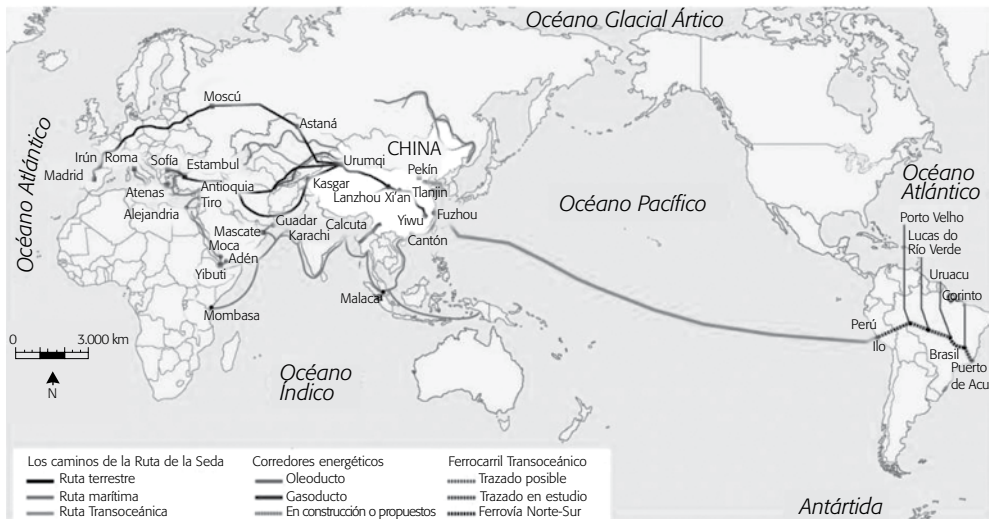 Océano Glacial Ártico
Moscú
Astaná
CHINA
Irún
Roma
Sofía
Estambul
Urumqi
Pekín
Madrid
Antioquia
Kasgar
Tianjin
Océano Atlántico
Atenas
Tiro
Lanzhou
Xi'an
Océano Pacífico
Océano
Atlántico
Alejandria
Guadar
Calcuta
Yiwu
Fuzhou
Porto Velho
Mascate
Karachi
Cantón
Lucas do
Río Verde
Moca
Adén
Yibuti
Uruacu
Malaca
Corinto
Mombasa
Perú
Ilo
0
3.000 km
Brasil
Puerto
de Acu
N
Océano
Índico
Los caminos de la Ruta de la Seda
Ruta terrestre
Ruta marítima
Ruta Transoceánica
Corredores energéticos
Oleoducto
Gasoducto
En construcción o propuestos
Ferrocarril Transoceánico
Trazado posible
Trazado en estudio
Ferrovía Norte-Sur
Antártida